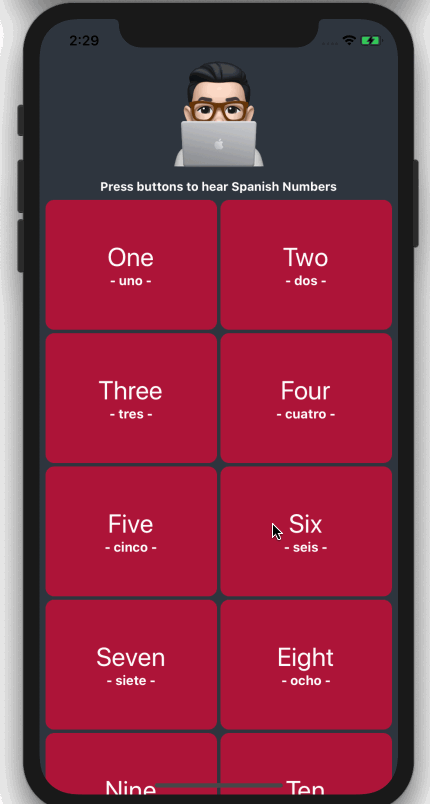 2:29
Press buttons to hear Spanish Numbers
One
- uno -
Two
- dos -
Three
- tres -
Four
- cuatro -
Five
- cinco -
Six
- seis -
Seven
- siete -
Eight
- ocho -
Nine
Ten